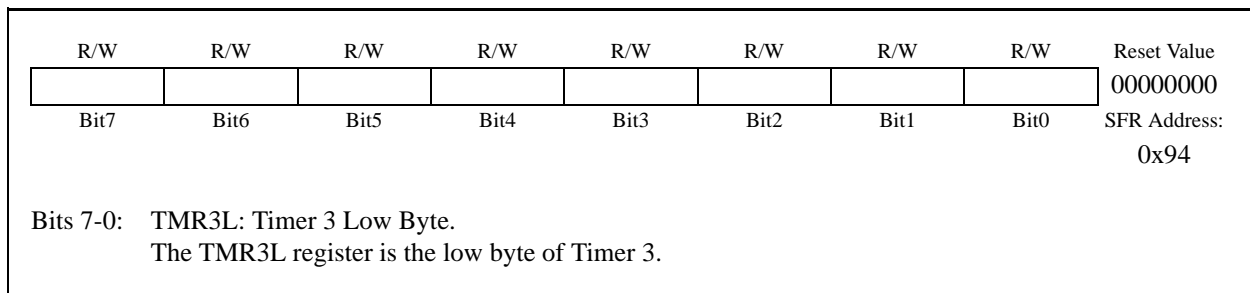 R/W R/W R/W R/W R/W R/W R/W R/W Reset Value
00000000
Bit7 Bit6 Bit5 Bit4 Bit3 Bit2 Bit1 Bit0 SFR Address:
0x94
Bits 7-0: TMR3L: Timer 3 Low Byte.
The TMR3L register is the low byte of Timer 3.